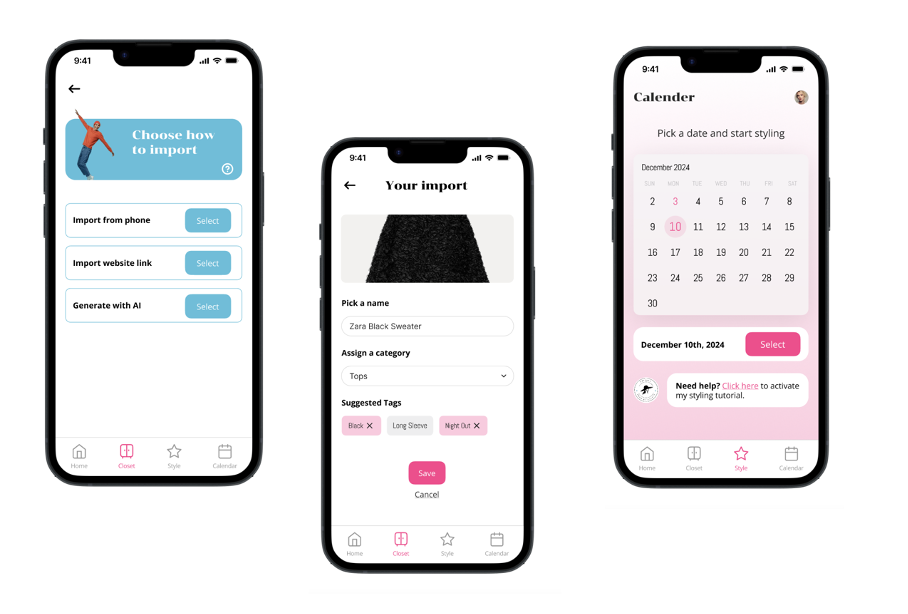 9:41
Choose how
to import
?
Import from phone
Select
Import website link
Select
Generate with AI
Select
Home Closet Style Calendar
9:41
Your import
Pick a name
Zara Black Sweater
Assign a category
Tops
Suggested Tags
Black Long Sleeve Night Out
Save
Cancel
Home Closet Style Calendar
9:41
Calender
Pick a date and start styling
December 2024
SUN MON TUE WED THU FRI SAT
2 3 4 5 6 7 8
9 10 11 12 13 14 15
16 17 18 19 20 21 22
23 24 25 26 27 28 29
30
December 10th, 2024
Select
Need help? Click here to activate
my styling tutorial.
Home Closet Style Calendar